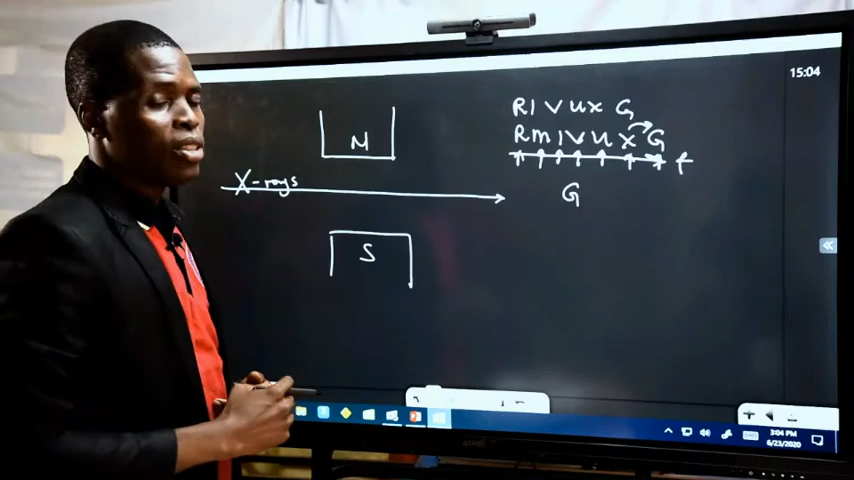 15:04
R I V U X G
R m I V U X G
f
N
X-rays
G
S
3:04 PM
6/23/2020